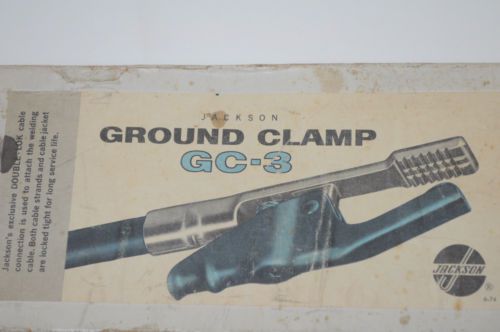 JACKSON
GROUND CLAMP
GC-3
Jackson's exclusive DOUBLE-LOK cable
connection is used to attach the welding
cable. Both cable strands and cable jacket
are locked tight for long service life.
JACKSON
®